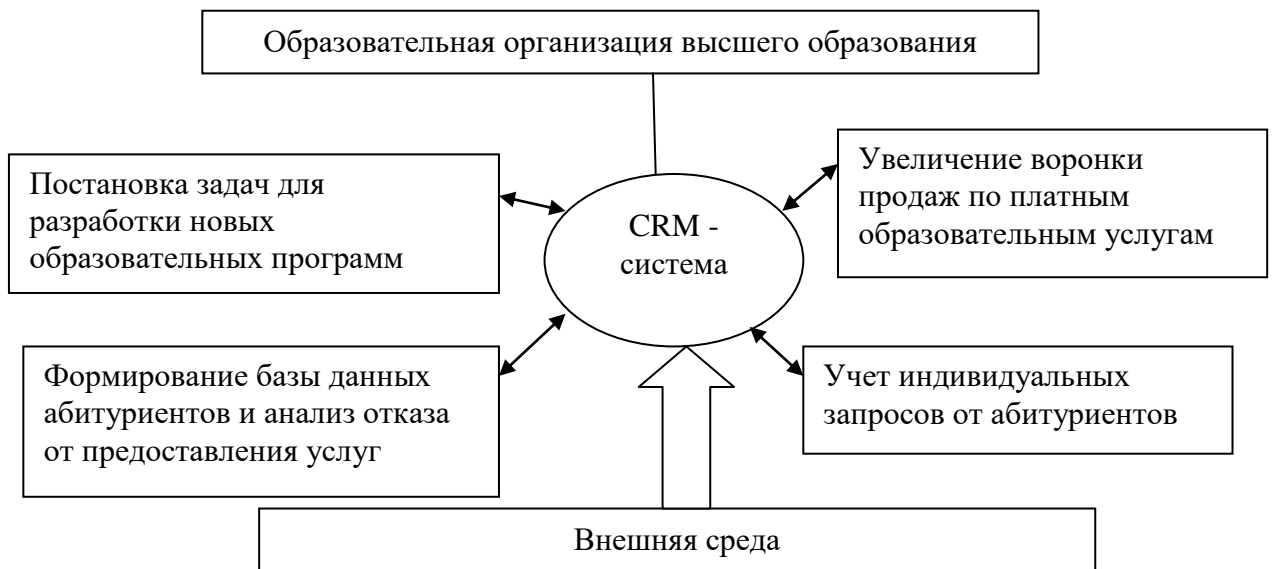 Образовательная организация высшего образования
Постановка задач для
разработки новых
образовательных программ
CRM -
система
Увеличение воронки
продаж по платным
образовательным услугам
Формирование базы данных
абитуриентов и анализ отказа
от предоставления услуг
Учет индивидуальных
запросов от абитуриентов
Внешняя среда